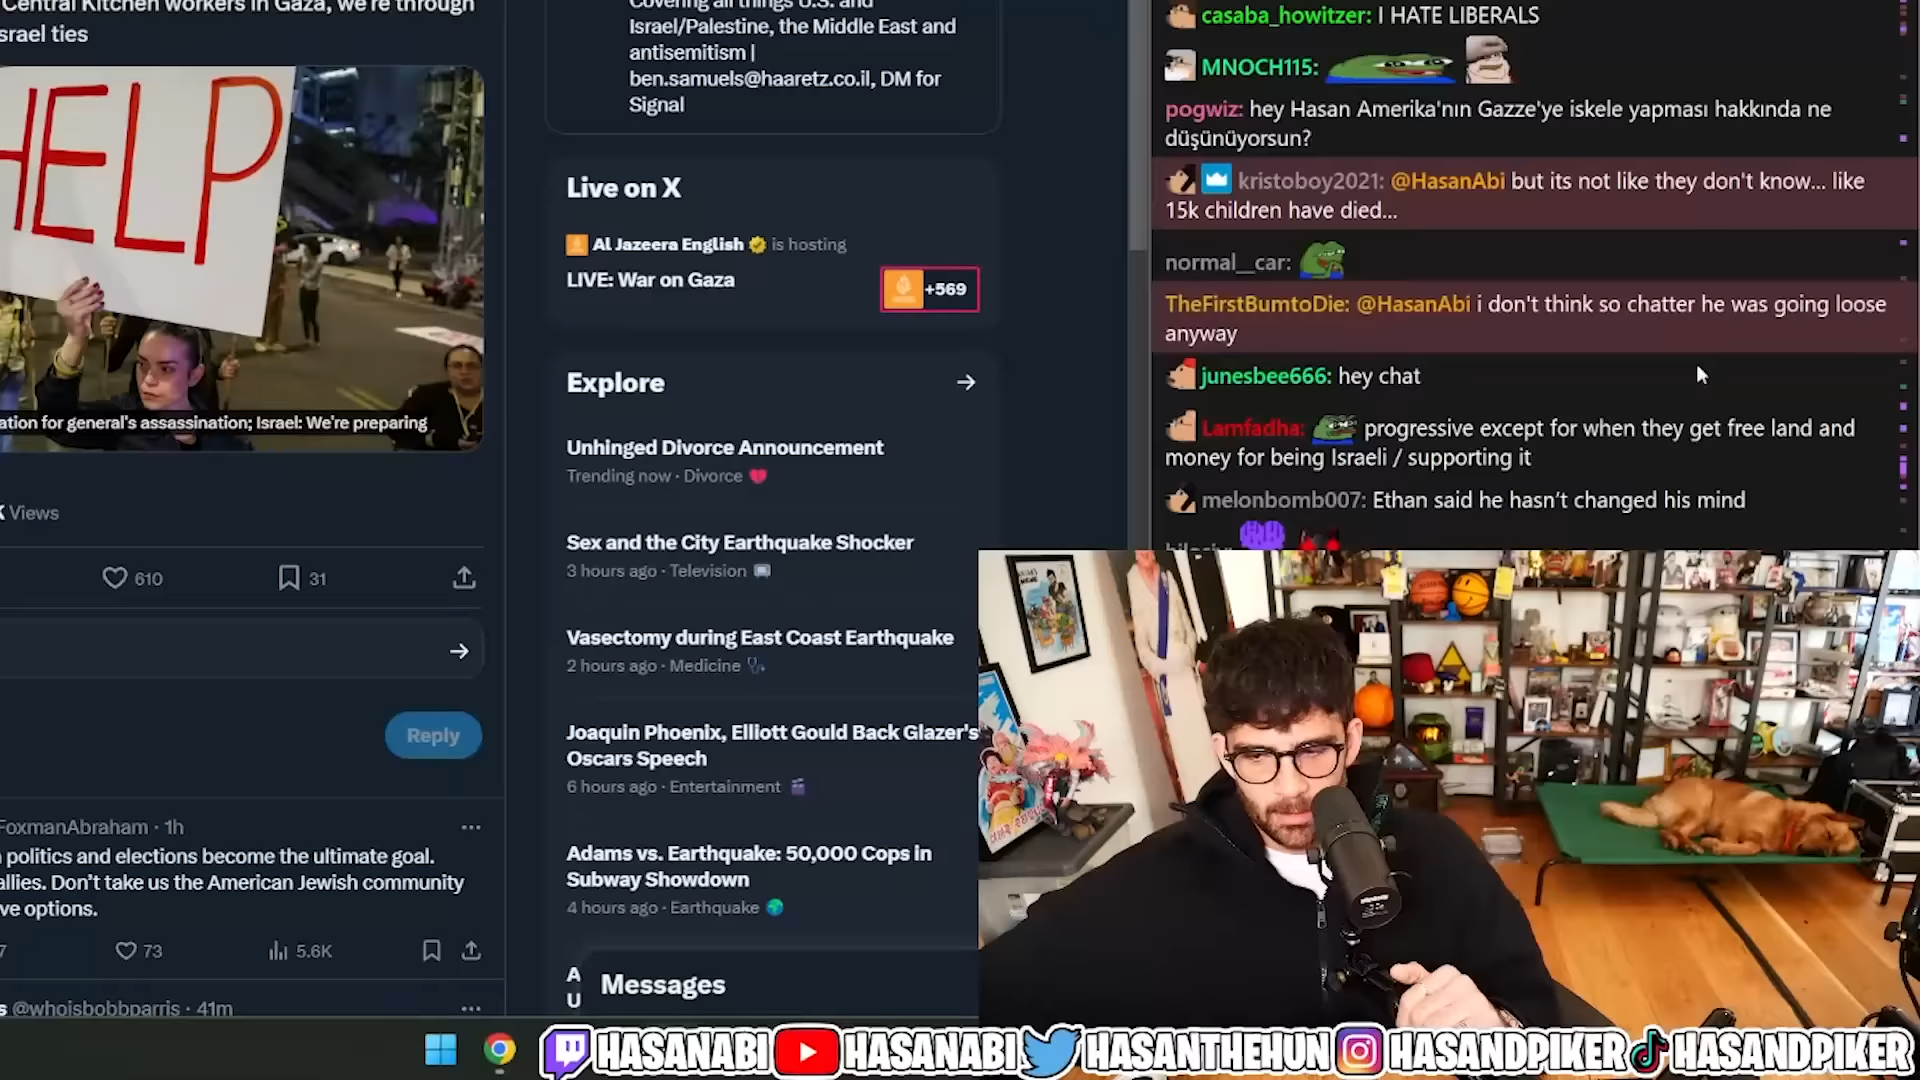 Central Kitchen workers in Gaza, we're through
srael ties
HELP
ation for general's assassination; Israel: We're preparing
Views
610
31
Reply
FoxmanAbraham · 1h
politics and elections become the ultimate goal.
allies. Don't take us the American Jewish community
ve options.
73
5.6K
@whoisbobbparris · 41m
Covering all things U.S. and
Israel/Palestine, the Middle East and
antisemitism |
ben.samuels@haaretz.co.il, DM for
Signal
Live on X
Al Jazeera English is hosting
LIVE: War on Gaza
+569
Explore
Unhinged Divorce Announcement
Trending now · Divorce
Sex and the City Earthquake Shocker
3 hours ago · Television
Vasectomy during East Coast Earthquake
2 hours ago · Medicine
Joaquin Phoenix, Elliott Gould Back Glazer's
Oscars Speech
6 hours ago · Entertainment
Adams vs. Earthquake: 50,000 Cops in
Subway Showdown
4 hours ago · Earthquake
A
U
Messages
casaba_howitzer: I HATE LIBERALS
MNOCH115:
pogwiz: hey Hasan Amerika'nın Gazze'ye iskele yapması hakkında ne
düşünüyorsun?
kristoboy2021: @HasanAbi but its not like they don't know... like
15k children have died...
normal__car:
TheFirstBumtoDie: @HasanAbi i don't think so chatter he was going loose
anyway
junesbee666: hey chat
Lamfadha: progressive except for when they get free land and
money for being Israeli / supporting it
melonbomb007: Ethan said he hasn't changed his mind
HASANABI HASANABI HASANTHEHUN HASANDPIKER HASANDPIKER